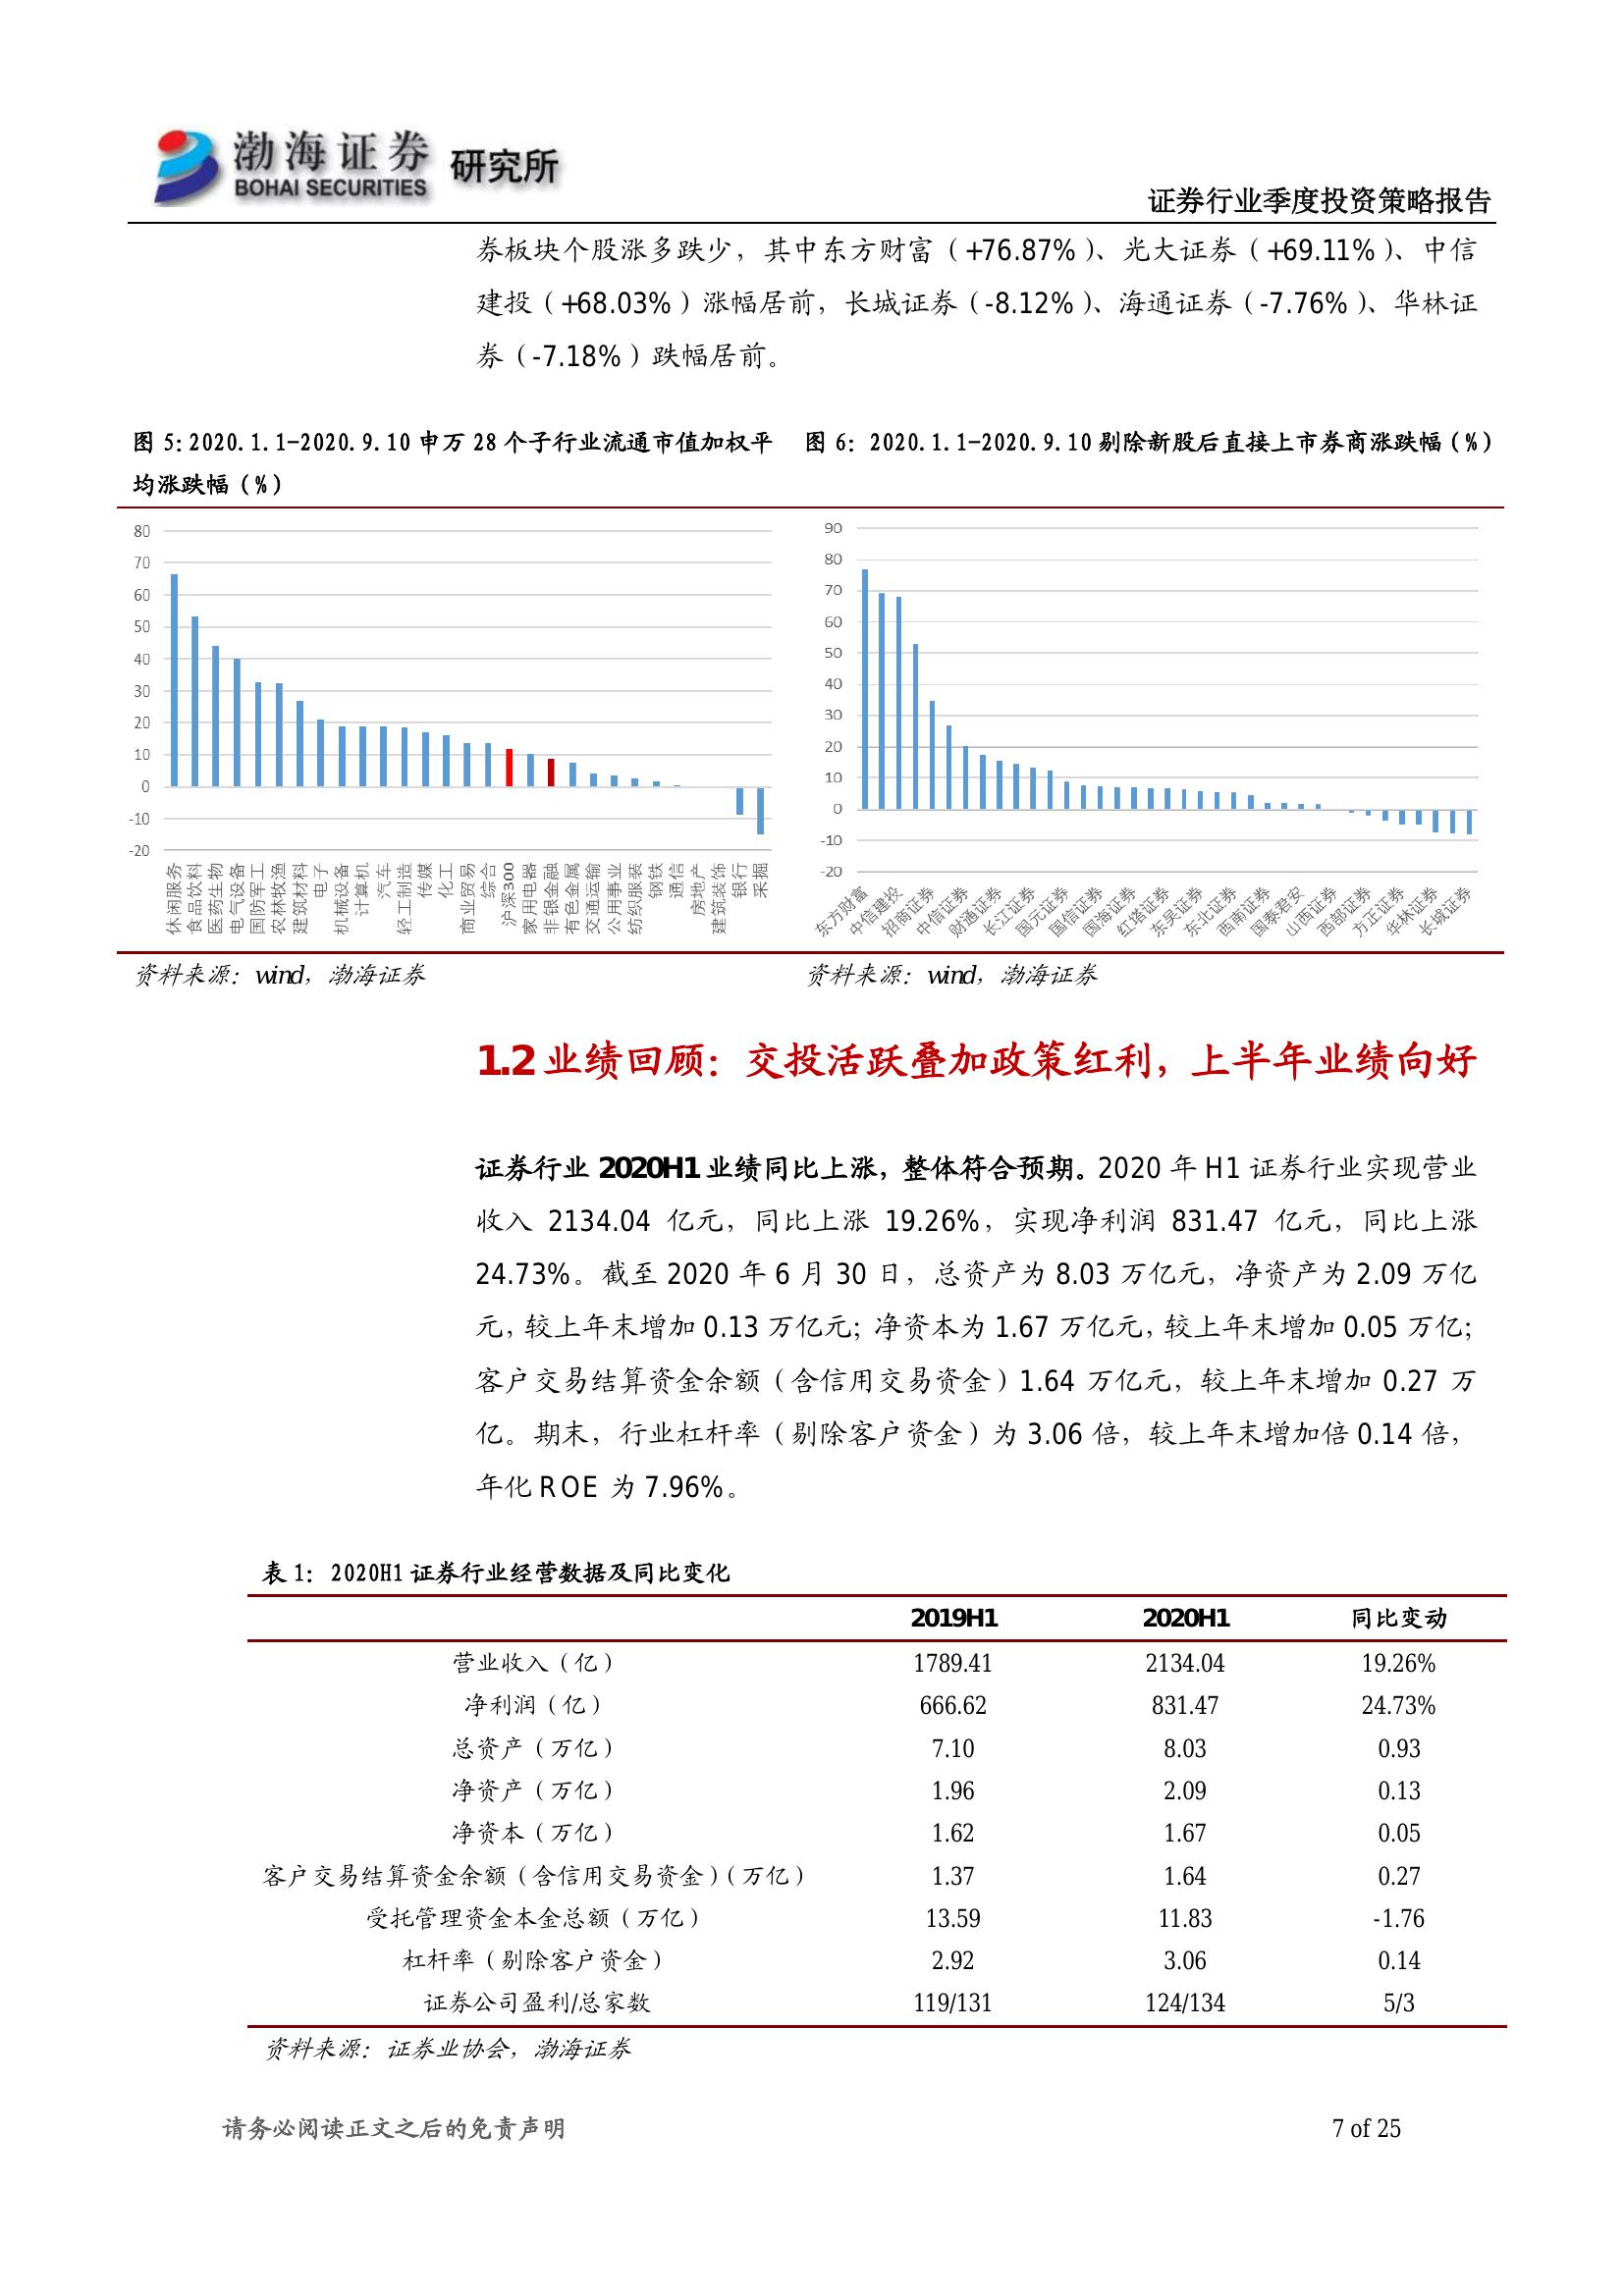 渤海证券 研究所
BOHAI SECURITIES
证券行业季度投资策略报告
券板块个股涨多跌少，其中东方财富（+76.87%）、光大证券（+69.11%）、中信
建投（+68.03%）涨幅居前，长城证券（-8.12%）、海通证券（-7.76%）、华林证
券（-7.18%）跌幅居前。
图 5：2020.1.1-2020.9.10 申万 28 个子行业流通市值加权平
均涨跌幅（%）
图 6：2020.1.1-2020.9.10 剔除新股后直接上市券商涨跌幅（%）
80
70
60
50
40
30
20
10
0
-10
-20
休闲服务
食品饮料
医药生物
电气设备
国防军工
农林牧渔
建筑材料
电子
机械设备
计算机
汽车
轻工制造
传媒
化工
商业贸易
综合
沪深300
家用电器
非银金融
有色金属
交通运输
公用事业
纺织服装
钢铁
通信
房地产
建筑装饰
银行
采掘
90
80
70
60
50
40
30
20
10
0
-10
-20
东方财富
中信建投
招商证券
中信证券
财通证券
长江证券
国元证券
国信证券
国海证券
红塔证券
东吴证券
东北证券
西南证券
国泰君安
山西证券
西部证券
方正证券
华林证券
长城证券
资料来源：wind，渤海证券
资料来源：wind，渤海证券
1.2 业绩回顾：交投活跃叠加政策红利，上半年业绩向好
证券行业 2020H1 业绩同比上涨，整体符合预期。2020 年 H1 证券行业实现营业
收入 2134.04 亿元，同比上涨 19.26%，实现净利润 831.47 亿元，同比上涨
24.73%。截至 2020 年 6 月 30 日，总资产为 8.03 万亿元，净资产为 2.09 万亿
元，较上年末增加 0.13 万亿元；净资本为 1.67 万亿元，较上年末增加 0.05 万亿；
客户交易结算资金余额（含信用交易资金）1.64 万亿元，较上年末增加 0.27 万
亿。期末，行业杠杆率（剔除客户资金）为 3.06 倍，较上年末增加倍 0.14 倍，
年化 ROE 为 7.96%。
表 1：2020H1 证券行业经营数据及同比变化
2019H1 2020H1 同比变动
营业收入（亿） 1789.41 2134.04 19.26%
净利润（亿） 666.62 831.47 24.73%
总资产（万亿） 7.10 8.03 0.93
净资产（万亿） 1.96 2.09 0.13
净资本（万亿） 1.62 1.67 0.05
客户交易结算资金余额（含信用交易资金）（万亿） 1.37 1.64 0.27
受托管理资金本金总额（万亿） 13.59 11.83 -1.76
杠杆率（剔除客户资金） 2.92 3.06 0.14
证券公司盈利/总家数 119/131 124/134 5/3
资料来源：证券业协会，渤海证券
请务必阅读正文之后的免责声明
7 of 25